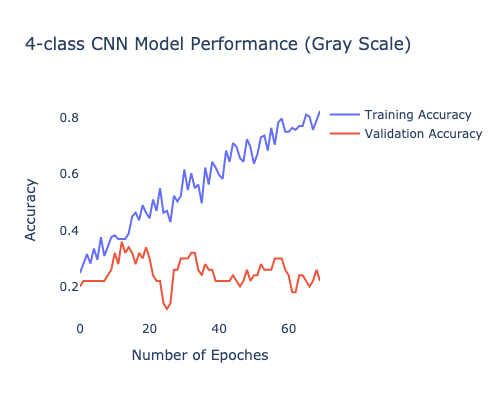 4-class CNN Model Performance (Gray Scale)
0.8
0.6
0.4
0.2
Accuracy
0
20
40
60
Number of Epoches
Training Accuracy
Validation Accuracy